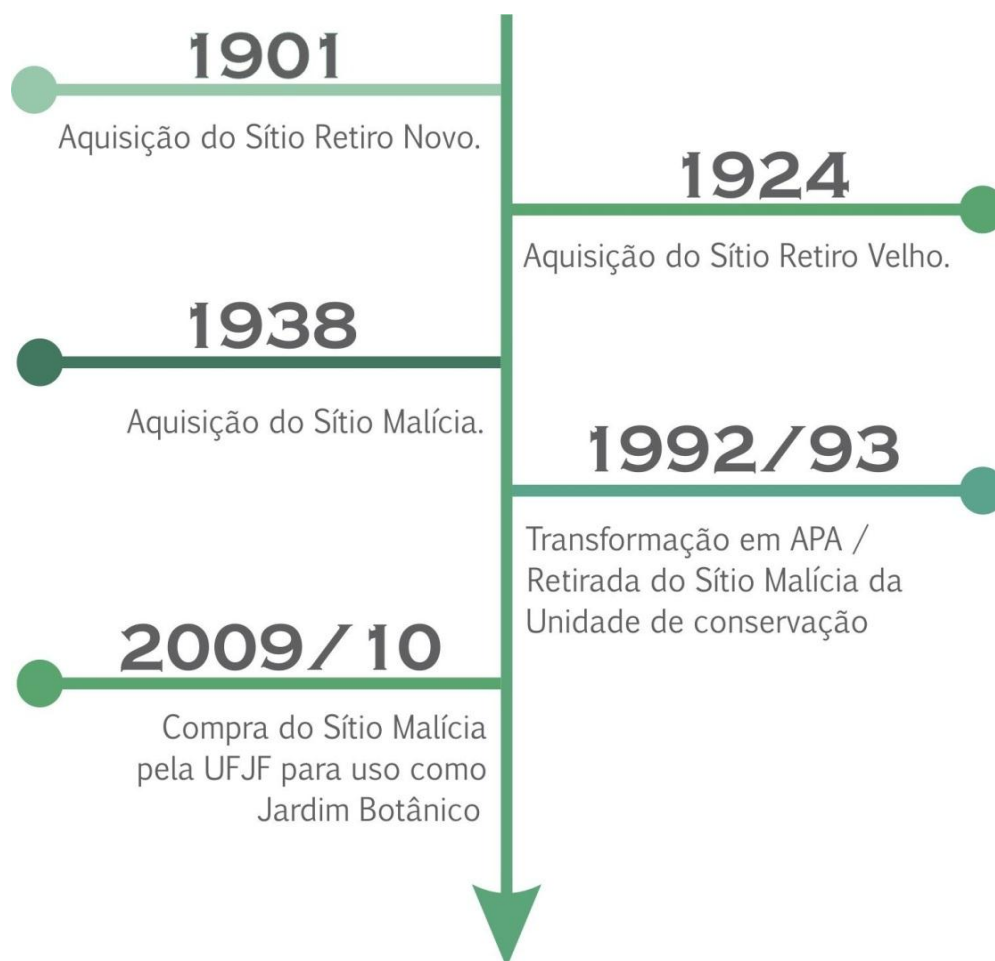 1901
Aquisição do Sítio Retiro Novo.
1924
Aquisição do Sítio Retiro Velho.
1938
Aquisição do Sítio Malícia.
1992/93
Transformação em APA /
Retirada do Sítio Malícia da
Unidade de conservação
2009/10
Compra do Sítio Malícia
pela UFJF para uso como
Jardim Botânico